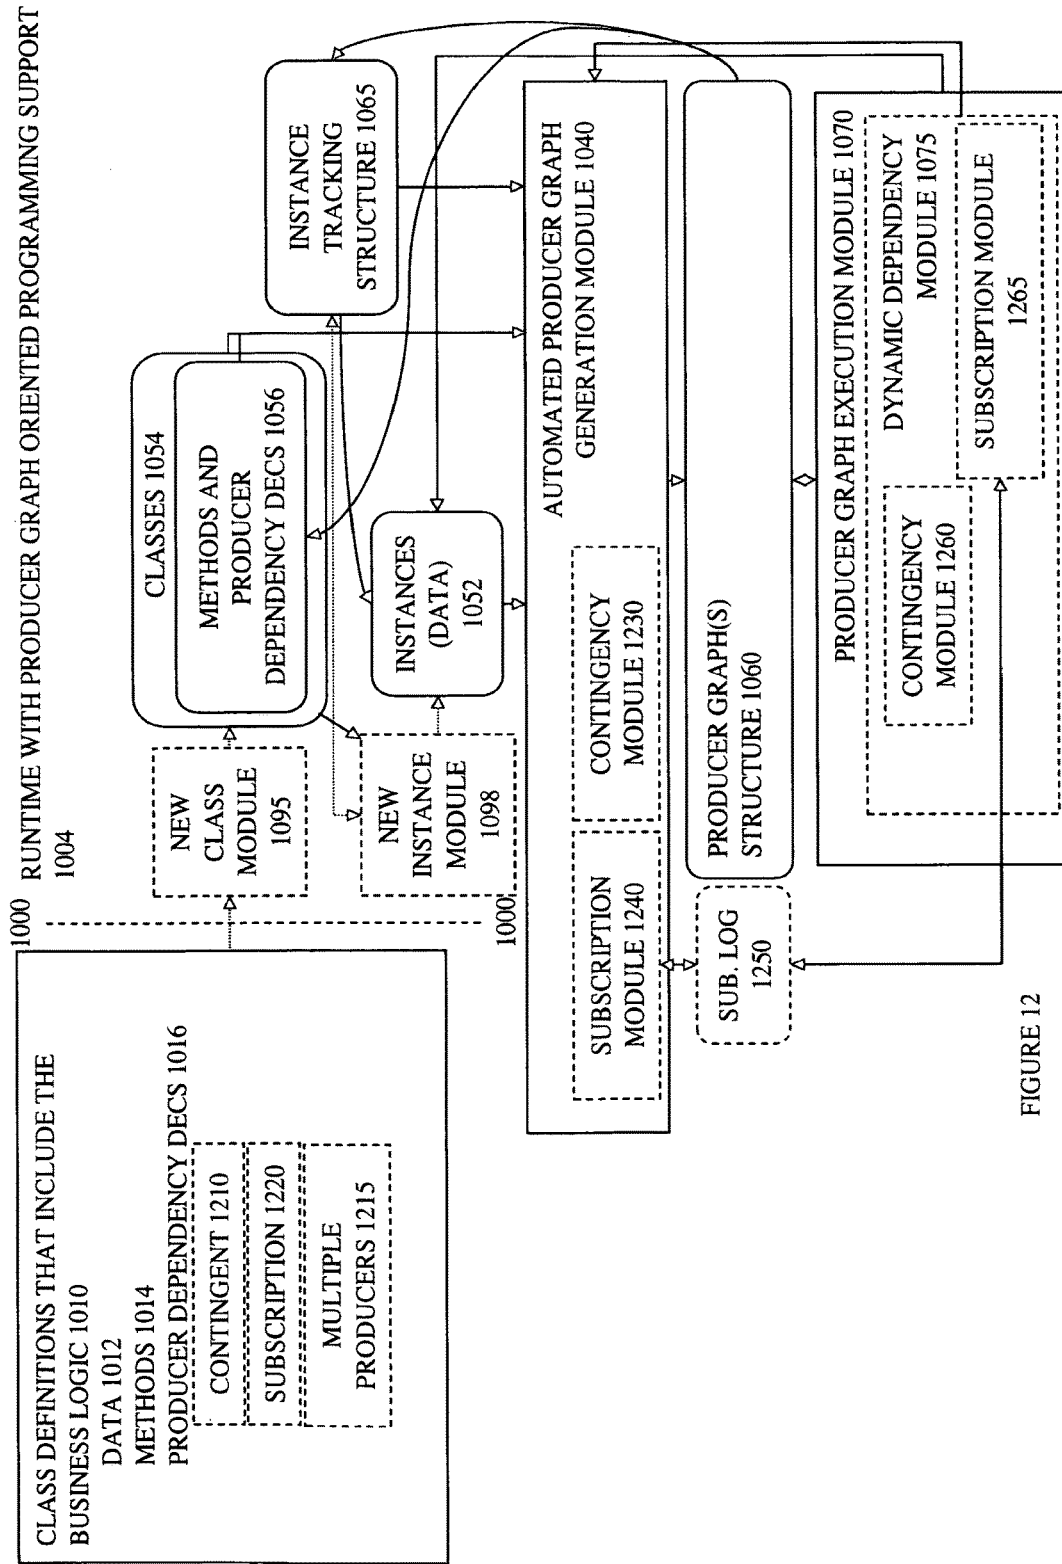 1000
RUNTIME WITH PRODUCER GRAPH ORIENTED PROGRAMMING SUPPORT
1004
CLASS DEFINITIONS THAT INCLUDE THE
BUSINESS LOGIC 1010
DATA 1012
METHODS 1014
PRODUCER DEPENDENCY DECS 1016
CONTINGENT 1210
SUBSCRIPTION 1220
MULTIPLE
PRODUCERS 1215
1000
NEW
CLASS
MODULE
1095
CLASSES 1054
METHODS AND
PRODUCER
DEPENDENCY DECS 1056
INSTANCE
TRACKING
STRUCTURE 1065
NEW
INSTANCE
MODULE
1098
INSTANCES
(DATA)
1052
AUTOMATED PRODUCER GRAPH
GENERATION MODULE 1040
SUBSCRIPTION
MODULE 1240
CONTINGENCY
MODULE 1230
SUB. LOG
1250
PRODUCER GRAPH(S)
STRUCTURE 1060
PRODUCER GRAPH EXECUTION MODULE 1070
DYNAMIC DEPENDENCY
MODULE 1075
CONTINGENCY
MODULE 1260
SUBSCRIPTION MODULE
1265
FIGURE 12